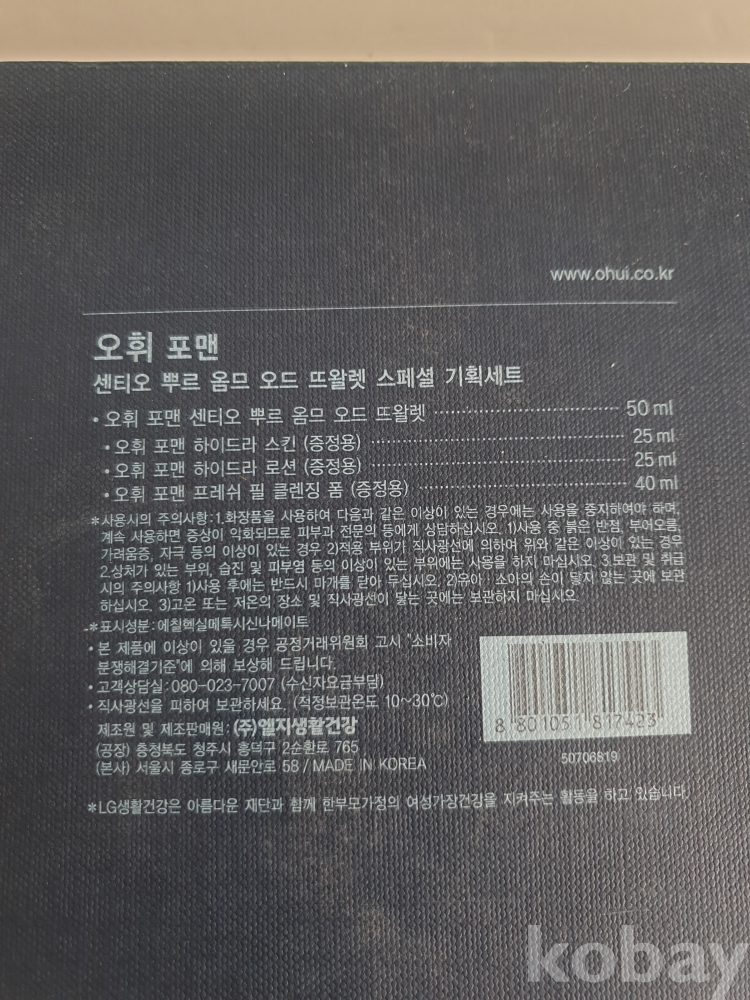 www.ohui.co.kr
오휘 포맨
센티오 뿌르 옴므 오드 뜨왈렛 스페셜 기획세트
• 오휘 포맨 센티오 뿌르 옴므 오드 뜨왈렛 ························ 50 ml
• 오휘 포맨 하이드라 스킨 (증정용) ································ 25 ml
• 오휘 포맨 하이드라 로션 (증정용) ································ 25 ml
• 오휘 포맨 프레쉬 필 클렌징 폼 (증정용) ························ 40 ml
*사용시의 주의사항:1.화장품을 사용하여 다음과 같은 이상이 있는 경우에는 사용을 중지하여야 하며,
계속 사용하면 증상이 악화되므로 피부과 전문의 등에게 상담하십시오. 1)사용 중 붉은 반점, 부어오름,
가려움증, 자극 등의 이상이 있는 경우 2)적용 부위가 직사광선에 의하여 위와 같은 이상이 있는 경우
2.상처가 있는 부위, 습진 및 피부염 등의 이상이 있는 부위에는 사용을 하지 마십시오. 3.보관 및 취급
시의 주의사항 1)사용 후에는 반드시 마개를 닫아 두십시오. 2)유아·소아의 손이 닿지 않는 곳에 보관
하십시오. 3)고온 또는 저온의 장소 및 직사광선이 닿는 곳에는 보관하지 마십시오.
*표시성분:에칠헥실메톡시신나메이트
• 본 제품에 이상이 있을 경우 공정거래위원회 고시 "소비자
분쟁해결기준"에 의해 보상해 드립니다.
• 고객상담실:080-023-7007 (수신자요금부담)
• 직사광선을 피하여 보관하세요. (적정보관온도 10~30℃)
제조원 및 제조판매원: (주)엘지생활건강
(공장) 충청북도 청주시 흥덕구 2순환로 765
(본사) 서울시 종로구 새문안로 58 / MADE IN KOREA
8 801051 817423
50706819
*LG생활건강은 아름다운 재단과 함께 한부모가정의 여성가장건강을 지켜주는 활동을 하고 있습니다.
kobay